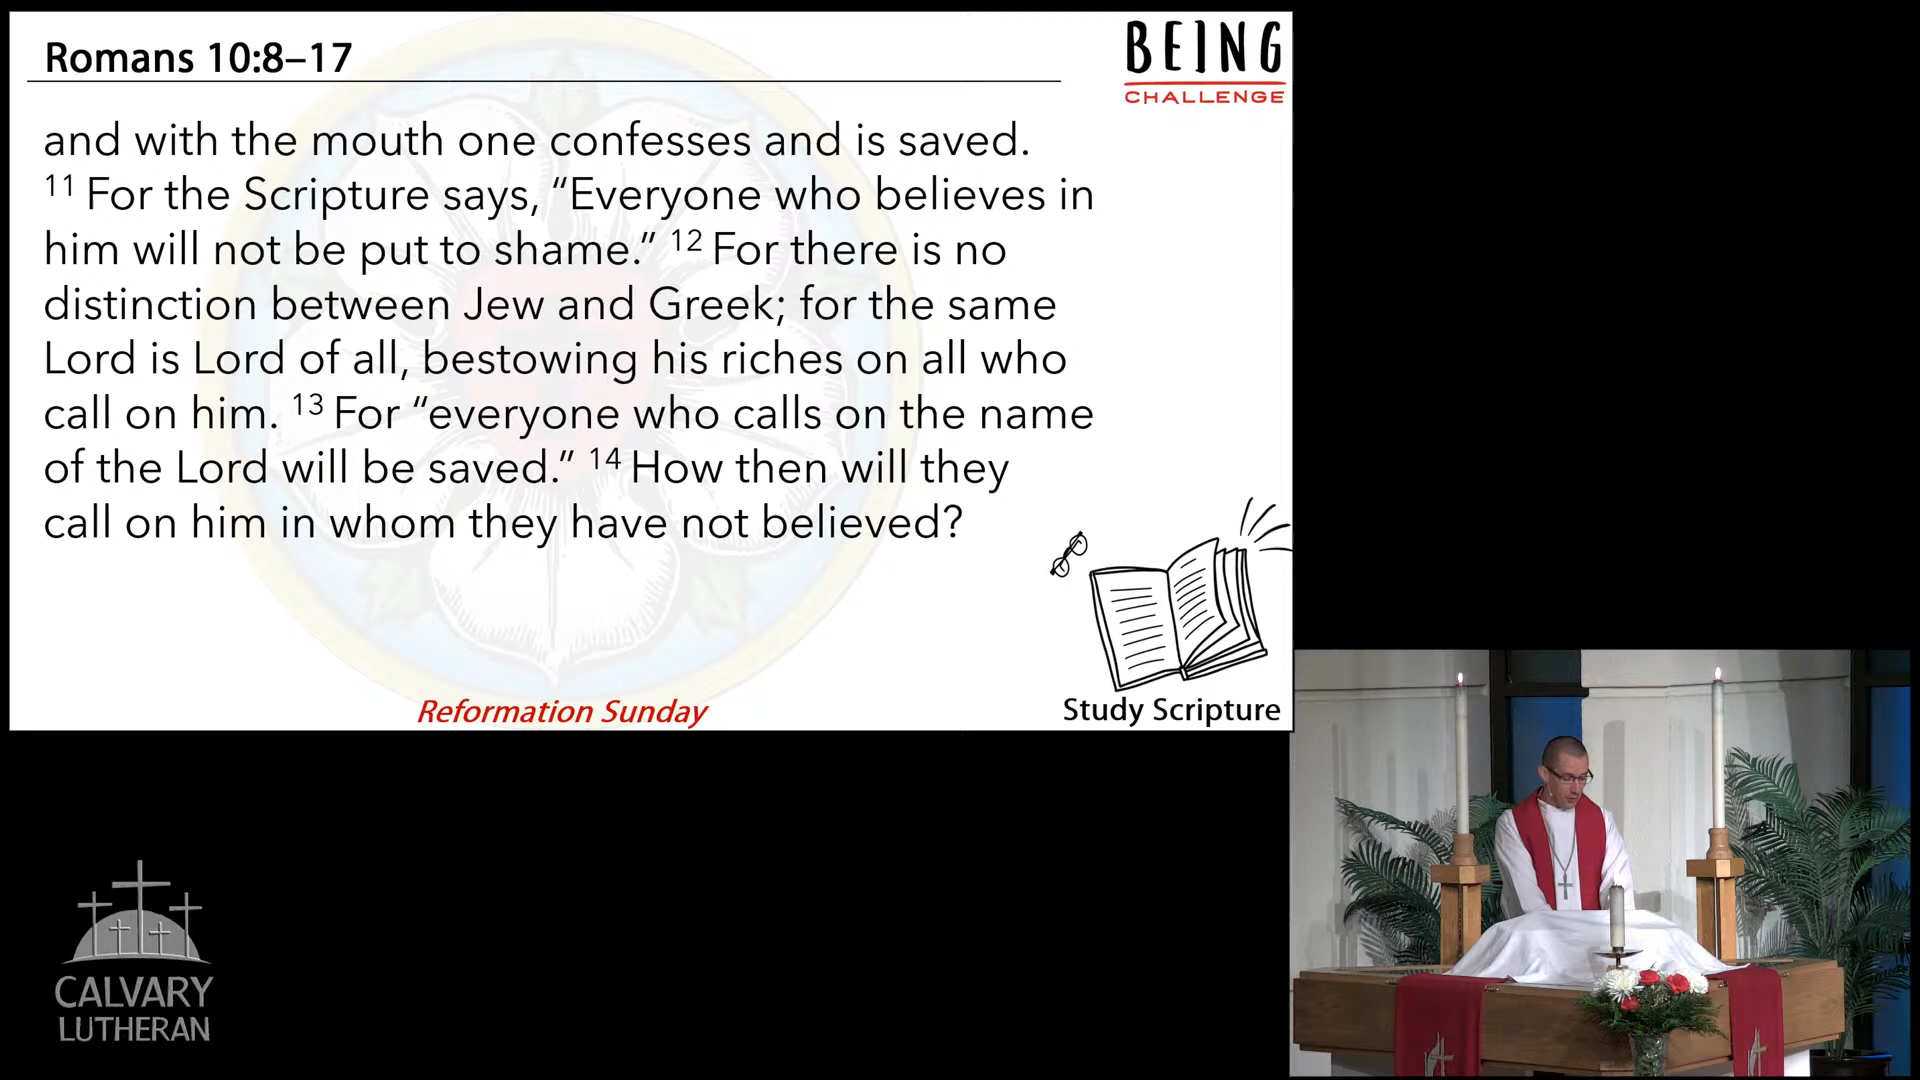 Romans 10:8–17
BEING
CHALLENGE
and with the mouth one confesses and is saved.
11 For the Scripture says, “Everyone who believes in
him will not be put to shame.” 12 For there is no
distinction between Jew and Greek; for the same
Lord is Lord of all, bestowing his riches on all who
call on him. 13 For “everyone who calls on the name
of the Lord will be saved.” 14 How then will they
call on him in whom they have not believed?
Reformation Sunday
Study Scripture
CALVARY
LUTHERAN